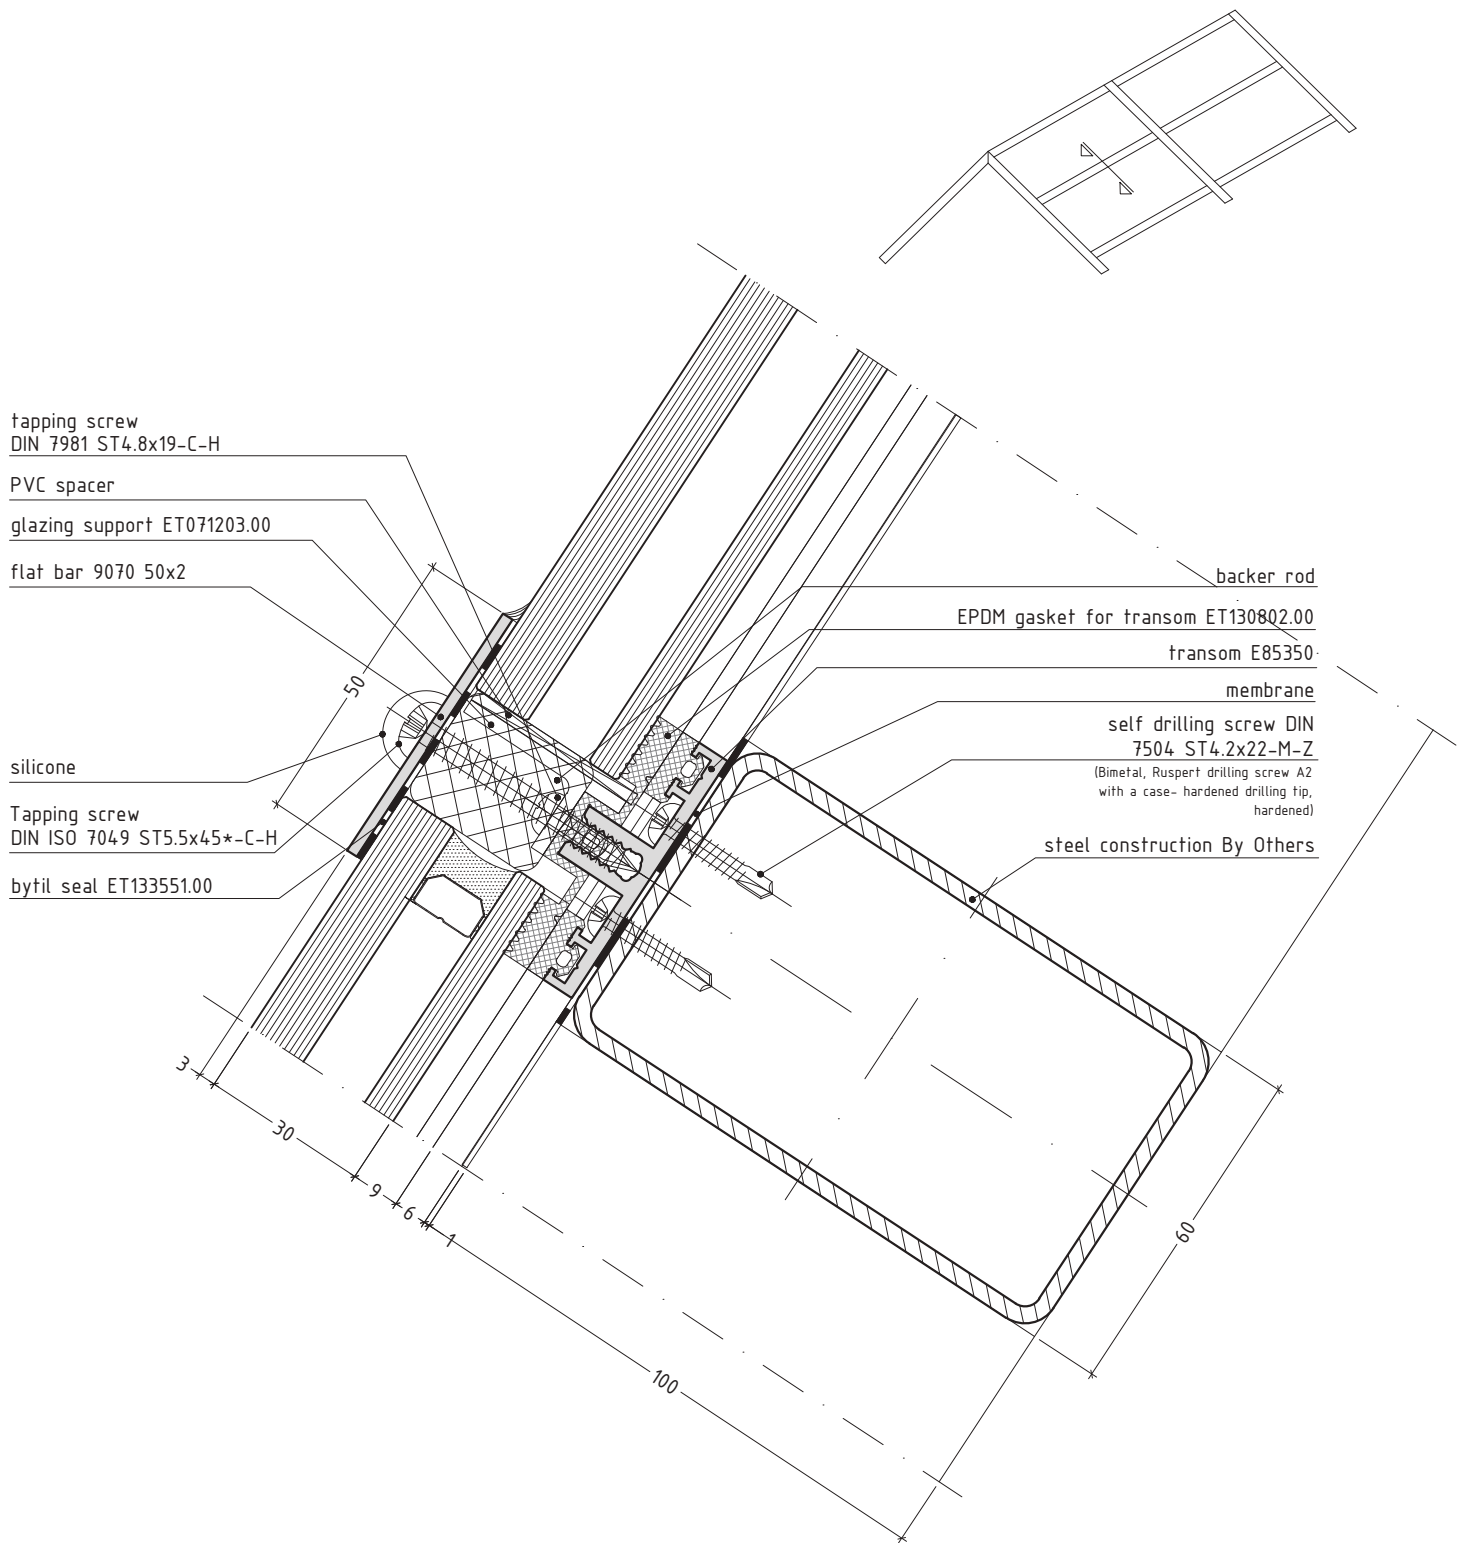 tapping screw
DIN 7981 ST4.8x19-C-H
PVC spacer
glazing support ET071203.00
flat bar 9070 50x2
silicone
Tapping screw
DIN ISO 7049 ST5.5x45*-C-H
bytil seal ET133551.00
backer rod
EPDM gasket for transom ET130802.00
transom E85350
membrane
self drilling screw DIN
7504 ST4.2x22-M-Z
(Bimetal, Ruspert drilling screw A2
with a case- hardened drilling tip,
hardened)
steel construction By Others
50
3
30
9
6
1
100
60